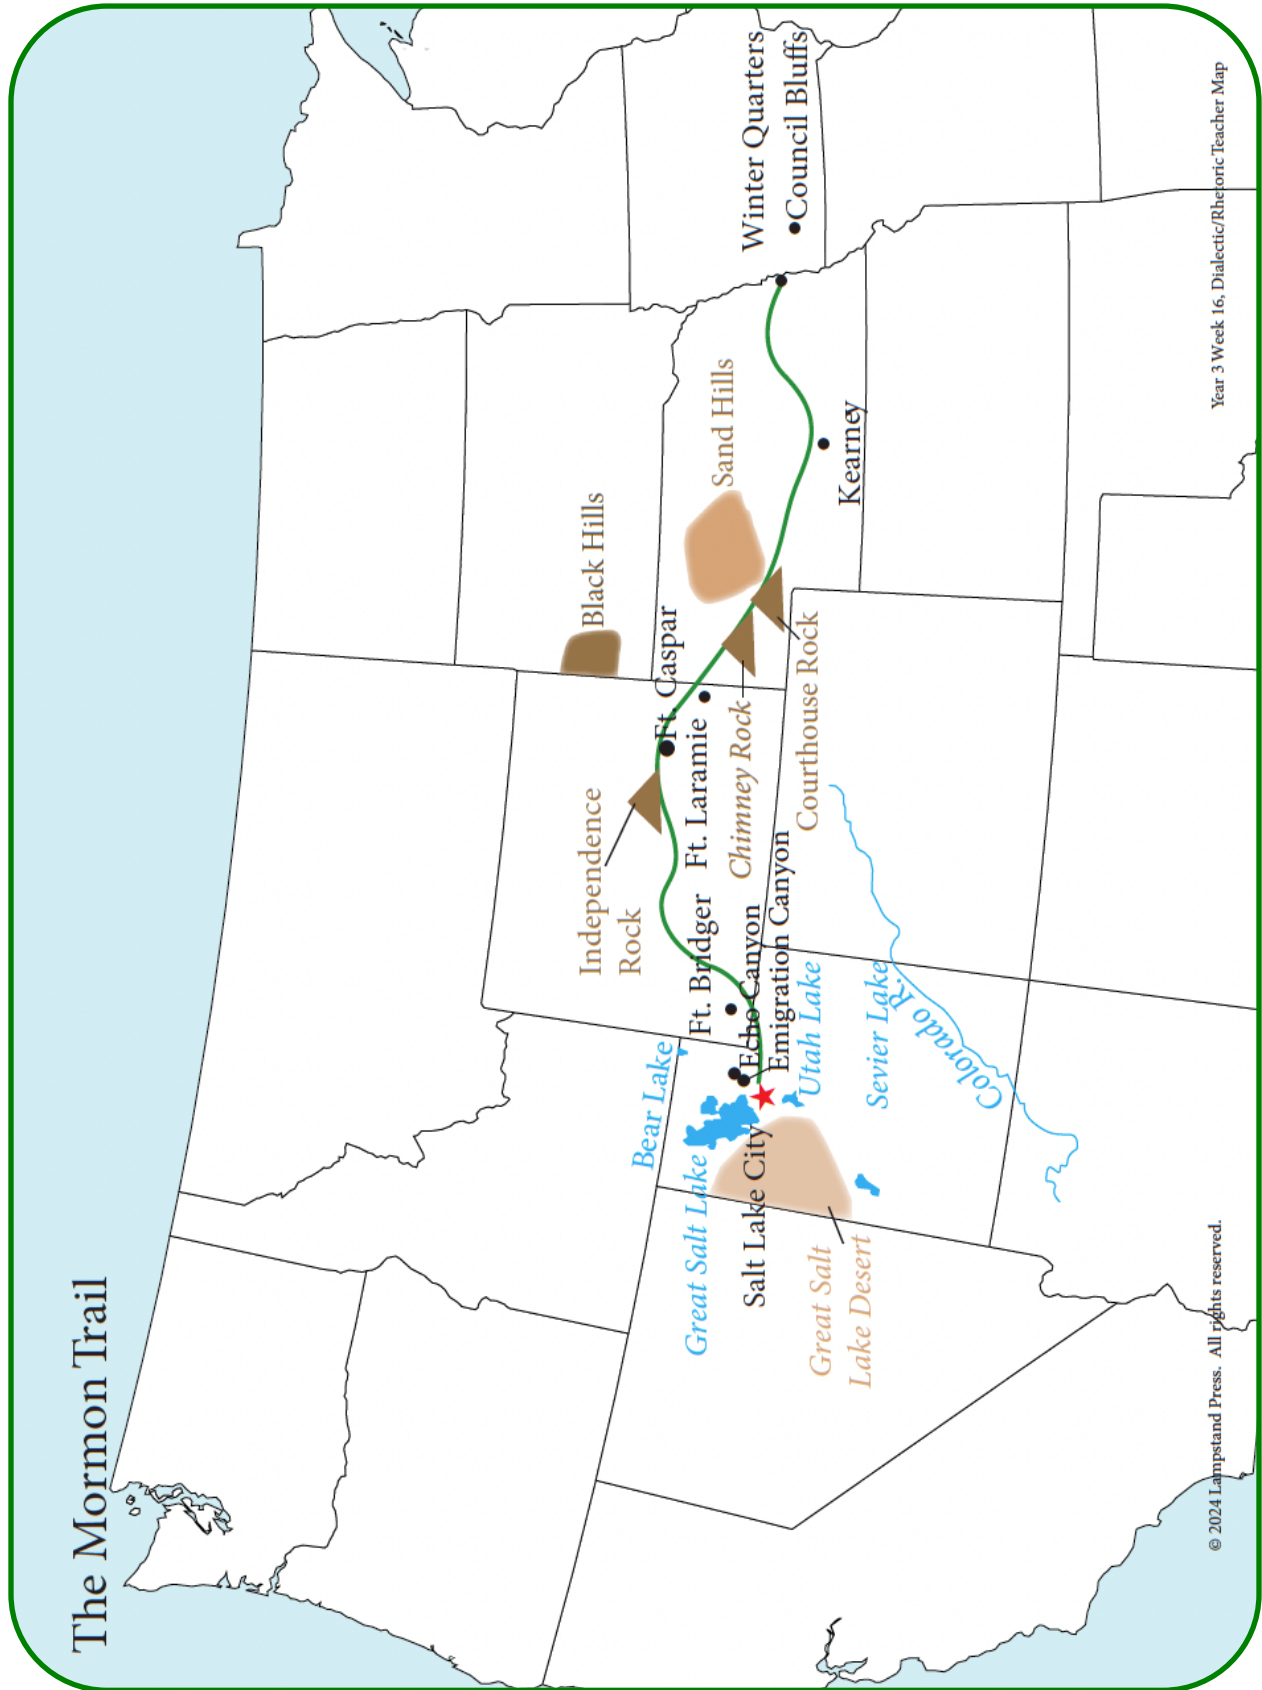 The Mormon Trail
Black Hills
Sand Hills
Winter Quarters
Council Bluffs
Kearney
Independence
Rock
Ft. Caspar
Ft. Laramie
Chimney Rock
Courthouse Rock
Ft. Bridger
Echo Canyon
Emigration Canyon
Bear Lake
Great Salt Lake
Salt Lake City
Utah Lake
Sevier Lake
Colorado R.
Great Salt
Lake Desert
© 2024 Lampstand Press.  All rights reserved.
Year 3 Week 16, Dialectic/Rhetoric Teacher Map